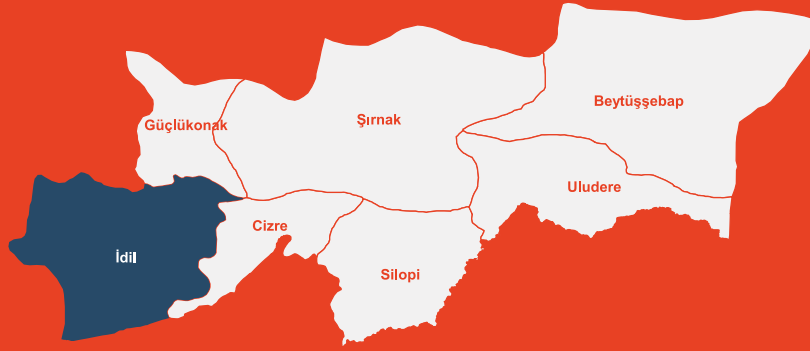 Beytüşşebap
Şırnak
Güçlükonak
Uludere
Cizre
İdil
Silopi